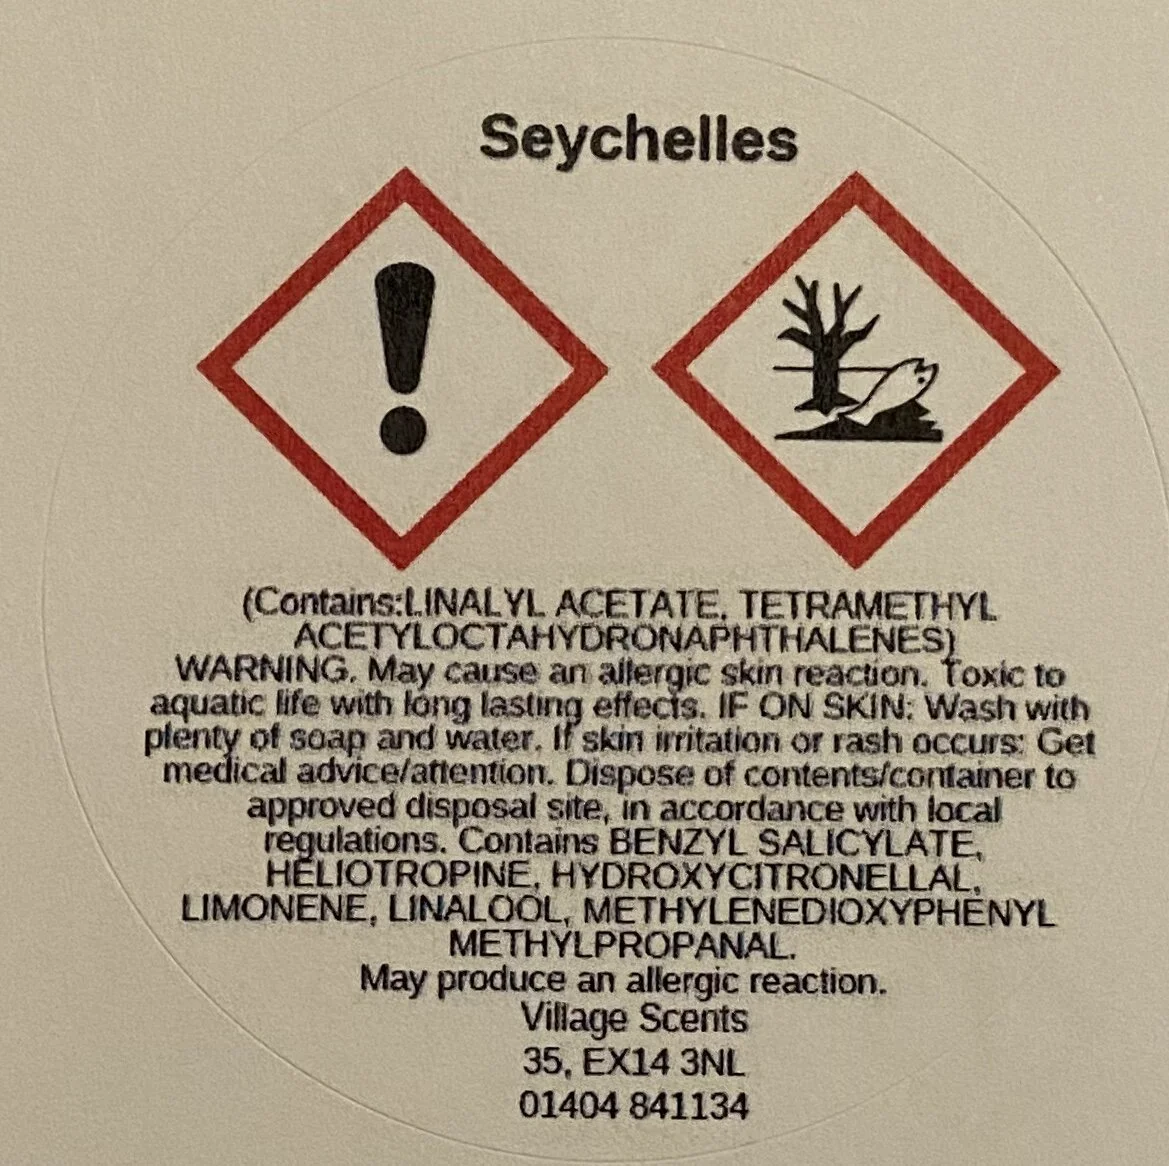 Seychelles
(Contains:LINALYL ACETATE, TETRAMETHYL
ACETYLOCTAHYDRONAPHTHALENES)
WARNING. May cause an allergic skin reaction. Toxic to
aquatic life with long lasting effects. IF ON SKIN: Wash with
plenty of soap and water. If skin irritation or rash occurs: Get
medical advice/attention. Dispose of contents/container to
approved disposal site, in accordance with local
regulations. Contains BENZYL SALICYLATE,
HELIOTROPINE, HYDROXYCITRONELLAL,
LIMONENE, LINALOOL, METHYLENEDIOXYPHENYL
METHYLPROPANAL.
May produce an allergic reaction.
Village Scents
35, EX14 3NL
01404 841134